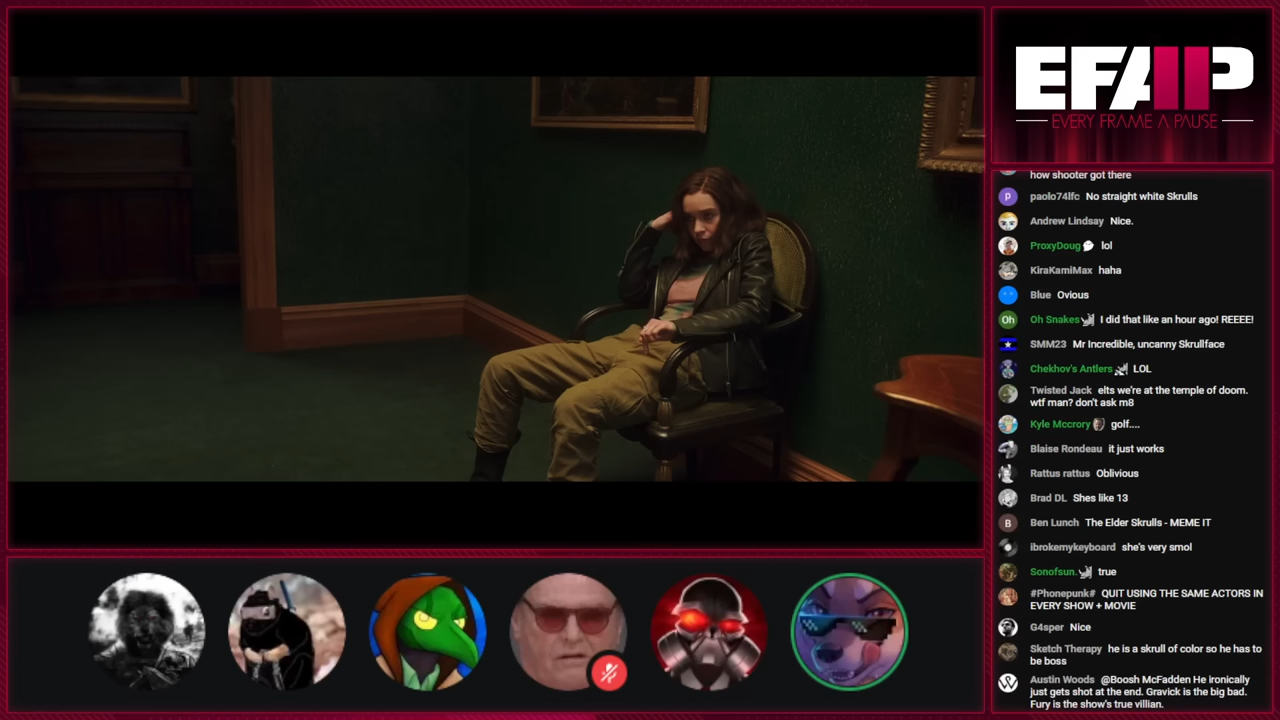 EFAP
EVERY FRAME A PAUSE
how shooter got there
P paolo74lfc No straight white Skrulls
Andrew Lindsay Nice.
ProxyDoug lol
KiraKamiMax haha
Blue Ovious
Oh Oh Snakes I did that like an hour ago! REEEE!
SMM23 Mr Incredible, uncanny Skrullface
Chekhov's Antlers LOL
Twisted Jack elts we're at the temple of doom.
wtf man? don't ask m8
Kyle Mccrory golf....
Blaise Rondeau it just works
Rattus rattus Oblivious
Brad DL Shes like 13
B Ben Lunch The Elder Skrulls - MEME IT
ibrokemykeyboard she's very smol
Sonofsun. true
#Phonepunk# QUIT USING THE SAME ACTORS IN
EVERY SHOW + MOVIE
G4sper Nice
Sketch Therapy he is a skrull of color so he has to
be boss
Austin Woods @Boosh McFadden He ironically
just gets shot at the end. Gravick is the big bad.
Fury is the show's true villian.